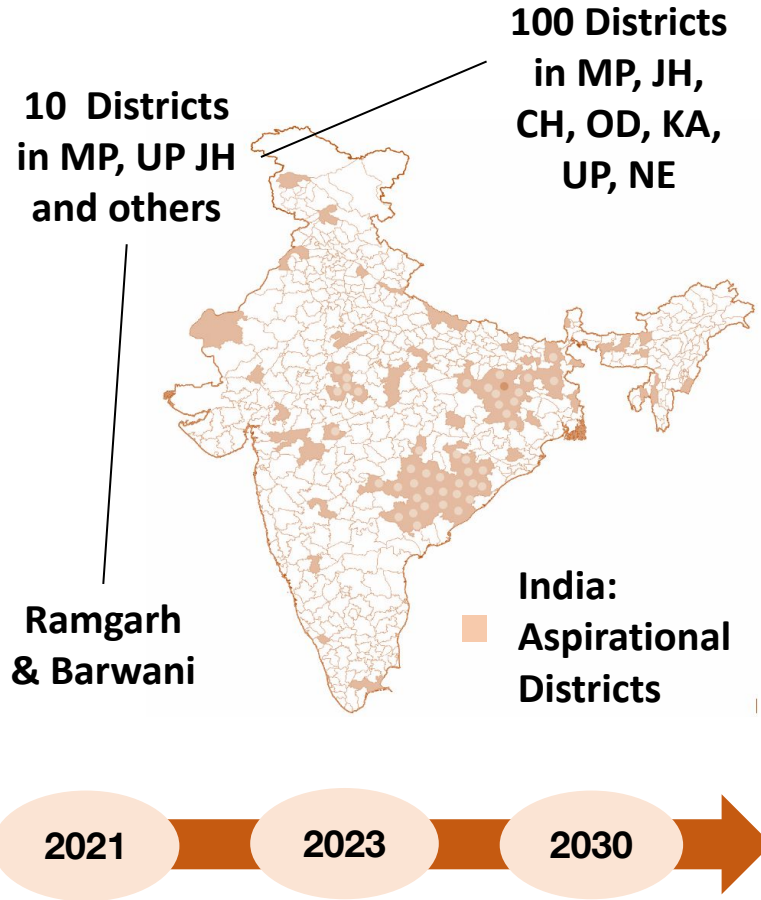 100 Districts
in MP, JH,
CH, OD, KA,
UP, NE
10 Districts
in MP, UP JH
and others
Ramgarh
& Barwani
India:
Aspirational
Districts
2021
2023
2030